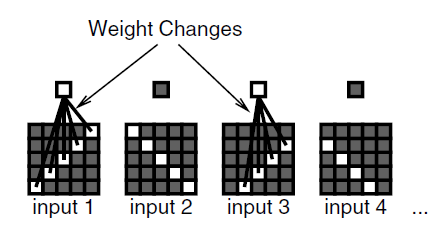 Weight Changes
input 1 input 2 input 3 input 4 ...